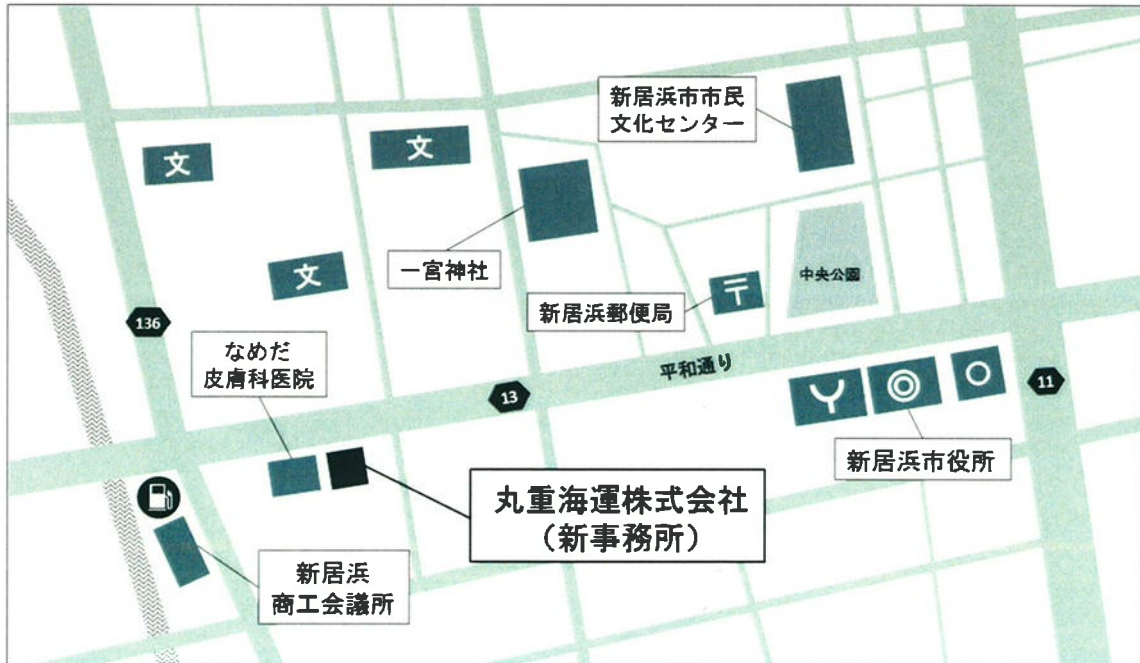 新居浜市市民
文化センター
文
文
一宮神社
文
中央公園
〒
新居浜郵便局
136
なめだ
皮膚科医院
平和通り
13
11
新居浜市役所
丸重海運株式会社
（新事務所）
新居浜
商工会議所